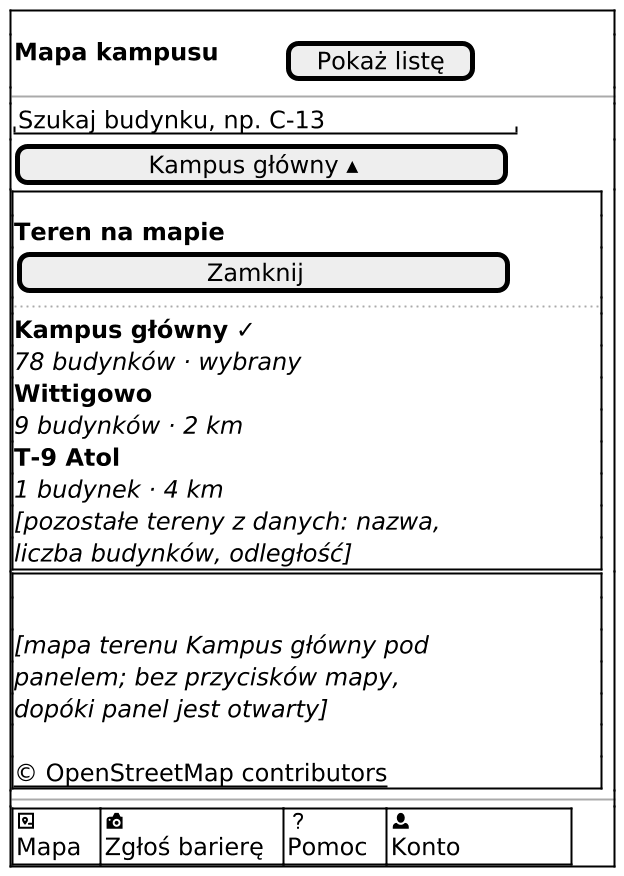 Mapa kampusu
Pokaż listę
Szukaj budynku, np. C-13
Kampus główny ▴
Teren na mapie
Zamknij
Kampus główny ✓
78 budynków · wybrany
Wittigowo
9 budynków · 2 km
T-9 Atol
1 budynek · 4 km
[pozostałe tereny z danych: nazwa,
liczba budynków, odległość]
[mapa terenu Kampus główny pod
panelem; bez przycisków mapy,
dopóki panel jest otwarty]
© OpenStreetMap contributors
Mapa
Zgłoś barierę
? Pomoc
Konto